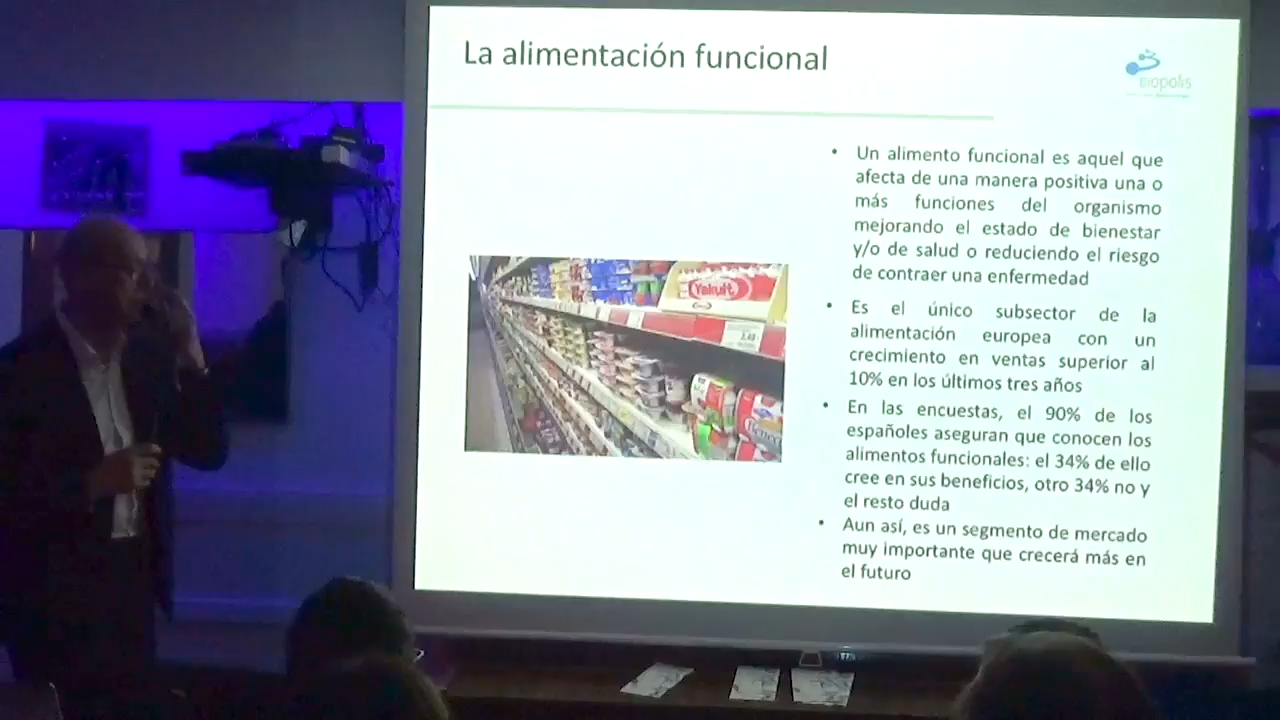 La alimentación funcional
Biopolis
• Un alimento funcional es aquel que
afecta de una manera positiva una o
más funciones del organismo
mejorando el estado de bienestar
y/o de salud o reduciendo el riesgo
de contraer una enfermedad
• Es el único subsector de la
alimentación europea con un
crecimiento en ventas superior al
10% en los últimos tres años
• En las encuestas, el 90% de los
españoles aseguran que conocen los
alimentos funcionales: el 34% de ello
cree en sus beneficios, otro 34% no y
el resto duda
• Aun así, es un segmento de mercado
muy importante que crecerá más en
el futuro
Yakult